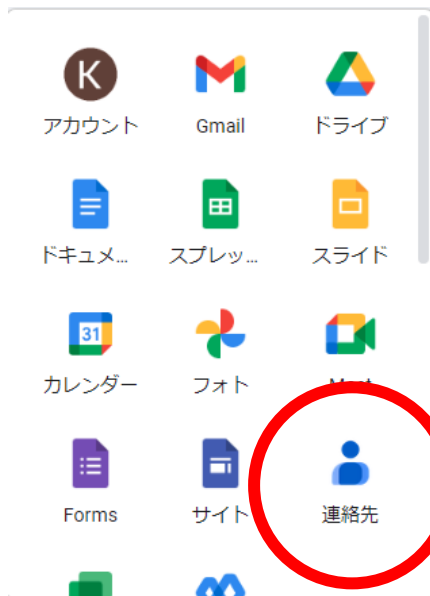 K
アカウント
Gmail
ドライブ
ドキュメ...
スプレッ...
スライド
31
カレンダー
フォト
Meet
Forms
サイト
連絡先